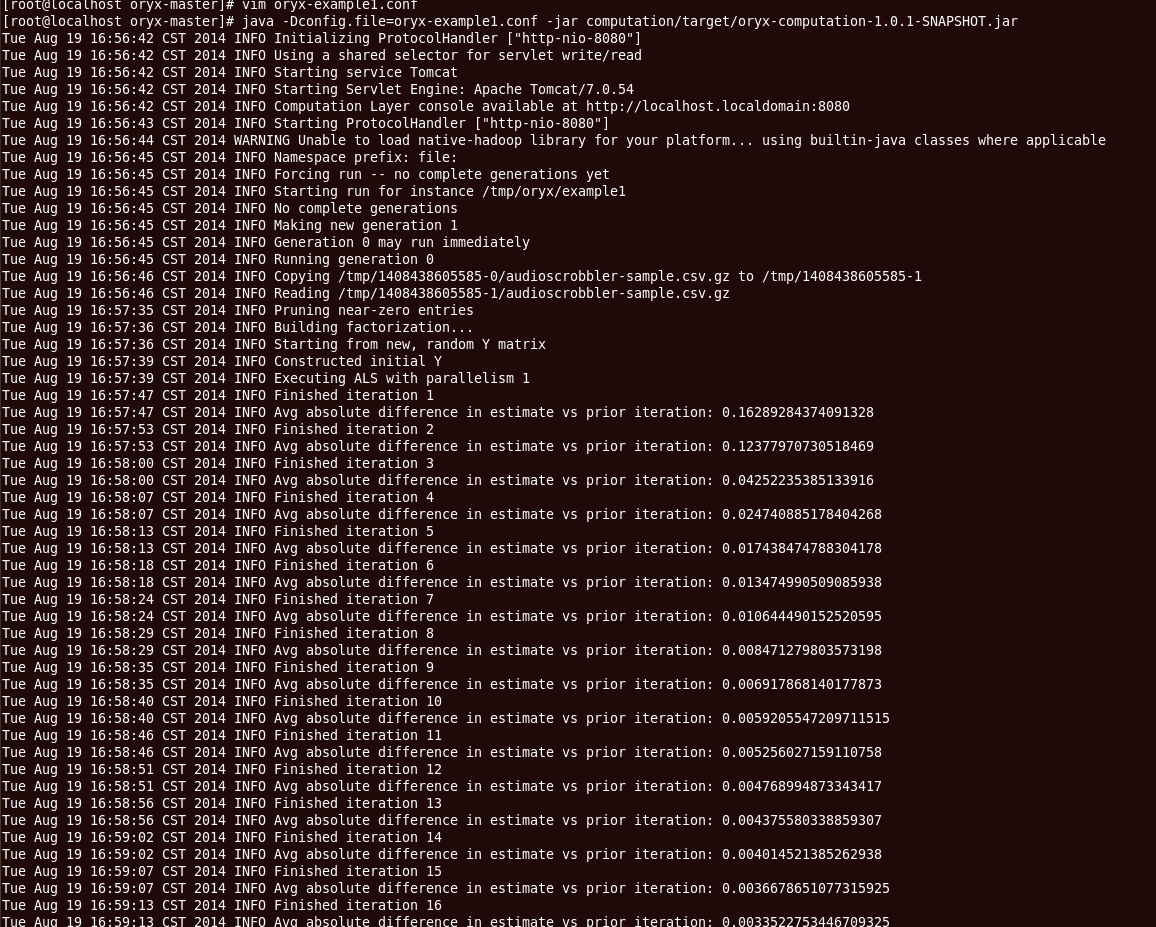 [root@localhost oryx-master]# vim oryx-example1.conf
[root@localhost oryx-master]# java -Dconfig.file=oryx-example1.conf -jar computation/target/oryx-computation-1.0.1-SNAPSHOT.jar
Tue Aug 19 16:56:42 CST 2014 INFO Initializing ProtocolHandler ["http-nio-8080"]
Tue Aug 19 16:56:42 CST 2014 INFO Using a shared selector for servlet write/read
Tue Aug 19 16:56:42 CST 2014 INFO Starting service Tomcat
Tue Aug 19 16:56:42 CST 2014 INFO Starting Servlet Engine: Apache Tomcat/7.0.54
Tue Aug 19 16:56:42 CST 2014 INFO Computation Layer console available at http://localhost.localdomain:8080
Tue Aug 19 16:56:43 CST 2014 INFO Starting ProtocolHandler ["http-nio-8080"]
Tue Aug 19 16:56:44 CST 2014 WARNING Unable to load native-hadoop library for your platform... using builtin-java classes where applicable
Tue Aug 19 16:56:45 CST 2014 INFO Namespace prefix: file:
Tue Aug 19 16:56:45 CST 2014 INFO Forcing run -- no complete generations yet
Tue Aug 19 16:56:45 CST 2014 INFO Starting run for instance /tmp/oryx/example1
Tue Aug 19 16:56:45 CST 2014 INFO No complete generations
Tue Aug 19 16:56:45 CST 2014 INFO Making new generation 1
Tue Aug 19 16:56:45 CST 2014 INFO Generation 0 may run immediately
Tue Aug 19 16:56:45 CST 2014 INFO Running generation 0
Tue Aug 19 16:56:46 CST 2014 INFO Copying /tmp/1408438605585-0/audioscrobbler-sample.csv.gz to /tmp/1408438605585-1
Tue Aug 19 16:56:46 CST 2014 INFO Reading /tmp/1408438605585-1/audioscrobbler-sample.csv.gz
Tue Aug 19 16:57:35 CST 2014 INFO Pruning near-zero entries
Tue Aug 19 16:57:36 CST 2014 INFO Building factorization...
Tue Aug 19 16:57:36 CST 2014 INFO Starting from new, random Y matrix
Tue Aug 19 16:57:39 CST 2014 INFO Constructed initial Y
Tue Aug 19 16:57:39 CST 2014 INFO Executing ALS with parallelism 1
Tue Aug 19 16:57:47 CST 2014 INFO Finished iteration 1
Tue Aug 19 16:57:47 CST 2014 INFO Avg absolute difference in estimate vs prior iteration: 0.16289284374091328
Tue Aug 19 16:57:53 CST 2014 INFO Finished iteration 2
Tue Aug 19 16:57:53 CST 2014 INFO Avg absolute difference in estimate vs prior iteration: 0.12377970730518469
Tue Aug 19 16:58:00 CST 2014 INFO Finished iteration 3
Tue Aug 19 16:58:00 CST 2014 INFO Avg absolute difference in estimate vs prior iteration: 0.04252235385133916
Tue Aug 19 16:58:07 CST 2014 INFO Finished iteration 4
Tue Aug 19 16:58:07 CST 2014 INFO Avg absolute difference in estimate vs prior iteration: 0.024740885178404268
Tue Aug 19 16:58:13 CST 2014 INFO Finished iteration 5
Tue Aug 19 16:58:13 CST 2014 INFO Avg absolute difference in estimate vs prior iteration: 0.017438474788304178
Tue Aug 19 16:58:18 CST 2014 INFO Finished iteration 6
Tue Aug 19 16:58:18 CST 2014 INFO Avg absolute difference in estimate vs prior iteration: 0.013474990509085938
Tue Aug 19 16:58:24 CST 2014 INFO Finished iteration 7
Tue Aug 19 16:58:24 CST 2014 INFO Avg absolute difference in estimate vs prior iteration: 0.010644490152520595
Tue Aug 19 16:58:29 CST 2014 INFO Finished iteration 8
Tue Aug 19 16:58:29 CST 2014 INFO Avg absolute difference in estimate vs prior iteration: 0.008471279803573198
Tue Aug 19 16:58:35 CST 2014 INFO Finished iteration 9
Tue Aug 19 16:58:35 CST 2014 INFO Avg absolute difference in estimate vs prior iteration: 0.006917868140177873
Tue Aug 19 16:58:40 CST 2014 INFO Finished iteration 10
Tue Aug 19 16:58:40 CST 2014 INFO Avg absolute difference in estimate vs prior iteration: 0.0059205547209711515
Tue Aug 19 16:58:46 CST 2014 INFO Finished iteration 11
Tue Aug 19 16:58:46 CST 2014 INFO Avg absolute difference in estimate vs prior iteration: 0.005256027159110758
Tue Aug 19 16:58:51 CST 2014 INFO Finished iteration 12
Tue Aug 19 16:58:51 CST 2014 INFO Avg absolute difference in estimate vs prior iteration: 0.004768994873343417
Tue Aug 19 16:58:56 CST 2014 INFO Finished iteration 13
Tue Aug 19 16:58:56 CST 2014 INFO Avg absolute difference in estimate vs prior iteration: 0.004375580338859307
Tue Aug 19 16:59:02 CST 2014 INFO Finished iteration 14
Tue Aug 19 16:59:02 CST 2014 INFO Avg absolute difference in estimate vs prior iteration: 0.004014521385262938
Tue Aug 19 16:59:07 CST 2014 INFO Finished iteration 15
Tue Aug 19 16:59:07 CST 2014 INFO Avg absolute difference in estimate vs prior iteration: 0.0036678651077315925
Tue Aug 19 16:59:13 CST 2014 INFO Finished iteration 16
Tue Aug 19 16:59:13 CST 2014 INFO Avg absolute difference in estimate vs prior iteration: 0.0033522753446709325